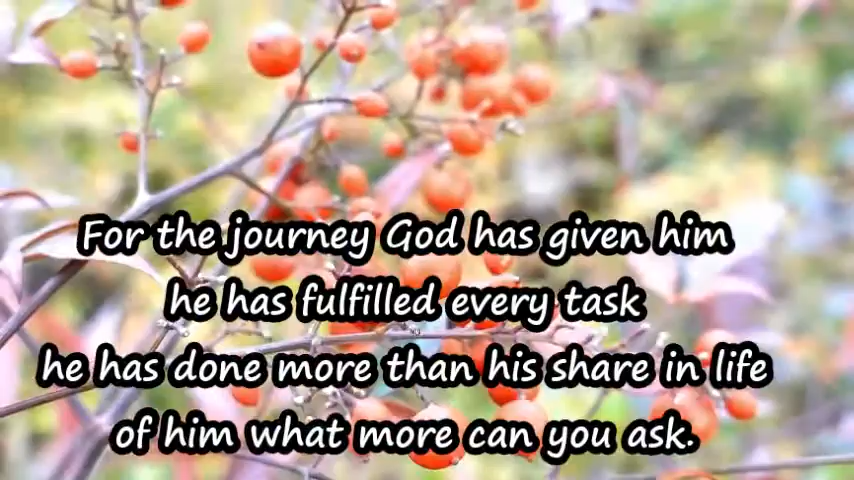 For the journey God has given him
he has fulfilled every task
he has done more than his share in life
of him what more can you ask.